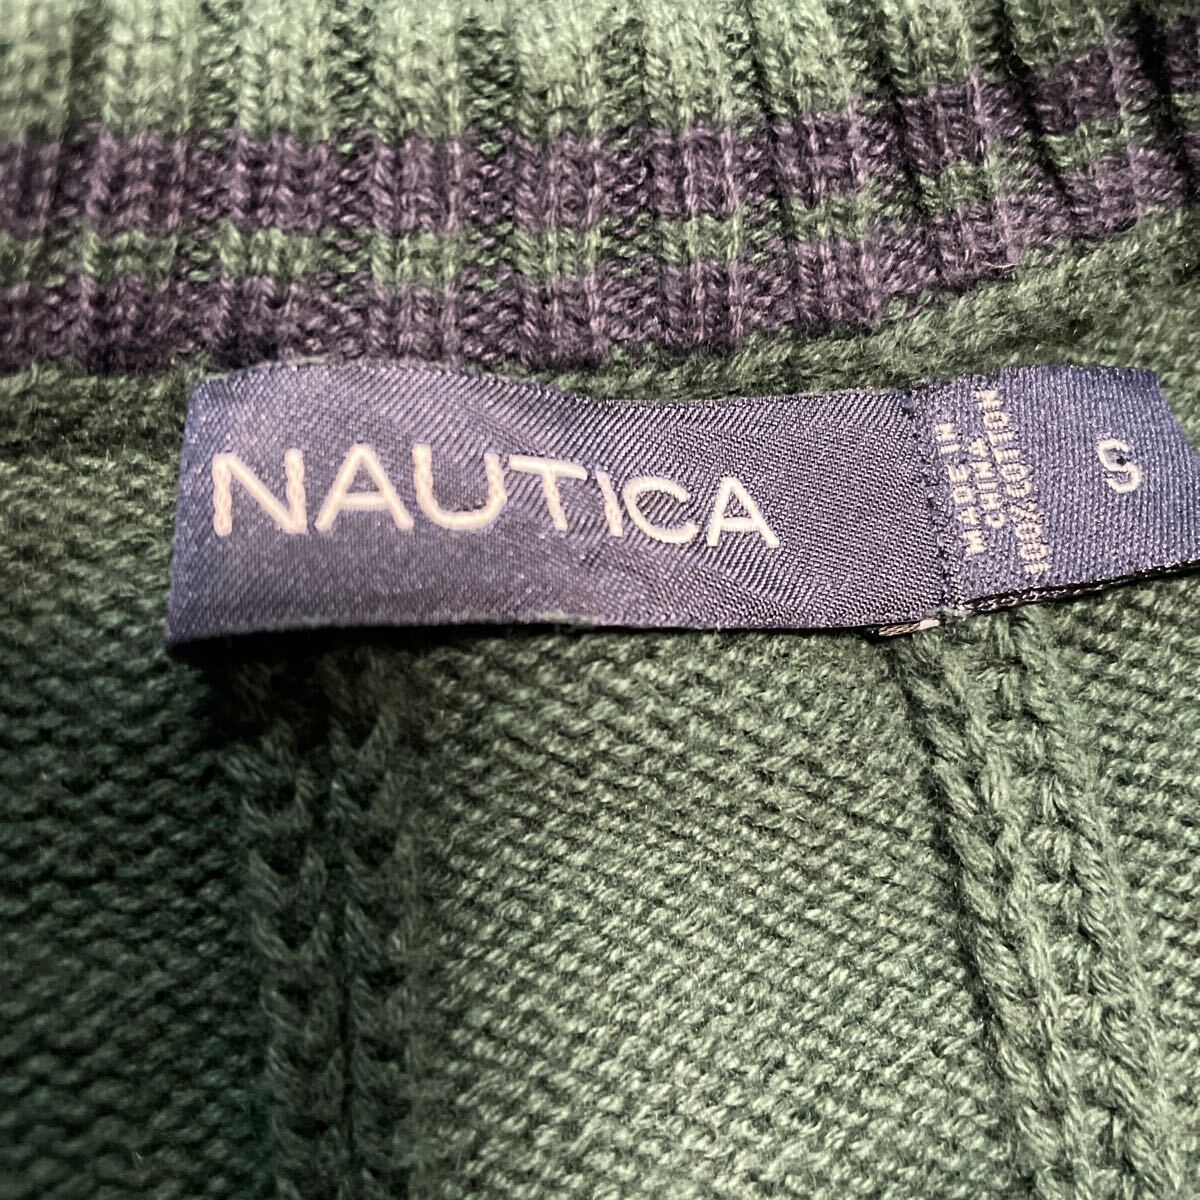 NAUTICA
MADE IN
CHINA
100% COTTON
S